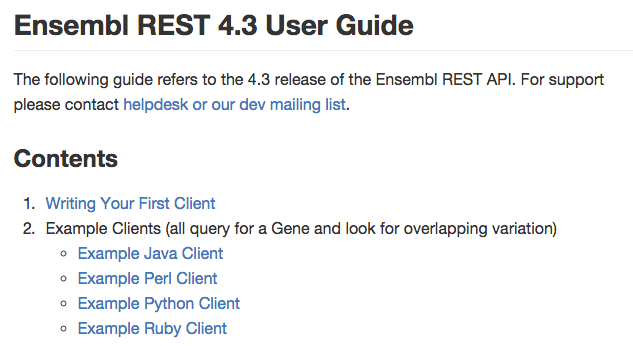 Ensembl REST 4.3 User Guide
The following guide refers to the 4.3 release of the Ensembl REST API. For support
please contact helpdesk or our dev mailing list.
Contents
1. Writing Your First Client
2. Example Clients (all query for a Gene and look for overlapping variation)
◦ Example Java Client
◦ Example Perl Client
◦ Example Python Client
◦ Example Ruby Client